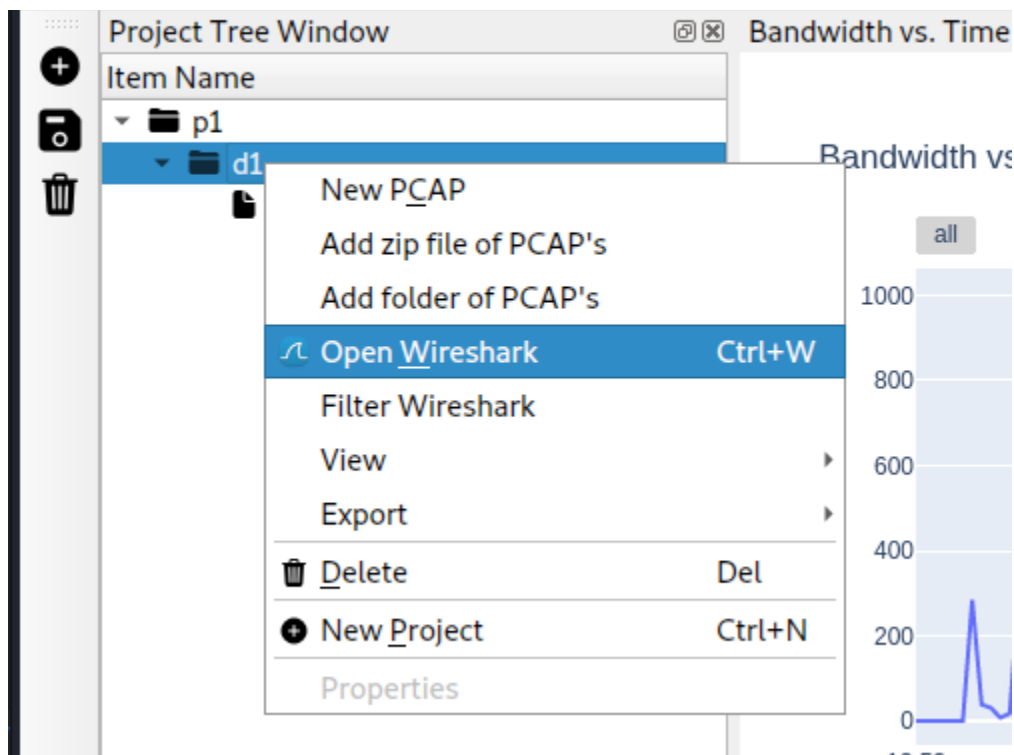 Project Tree Window
Bandwidth vs. Time
Item Name
p1
d1
Bandwidth vs
New PCAP
Add zip file of PCAP's
Add folder of PCAP's
Open Wireshark Ctrl+W
Filter Wireshark
View
Export
Delete Del
New Project Ctrl+N
Properties
all
1000
800
600
400
200
0